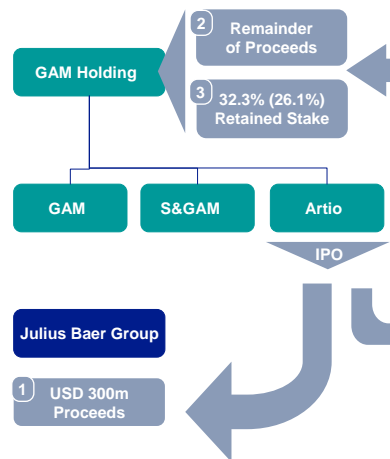 2
Remainder
of Proceeds
GAM Holding
3
32.3% (26.1%)
Retained Stake
GAM
S&GAM
Artio
IPO
Julius Baer Group
1
USD 300m
Proceeds